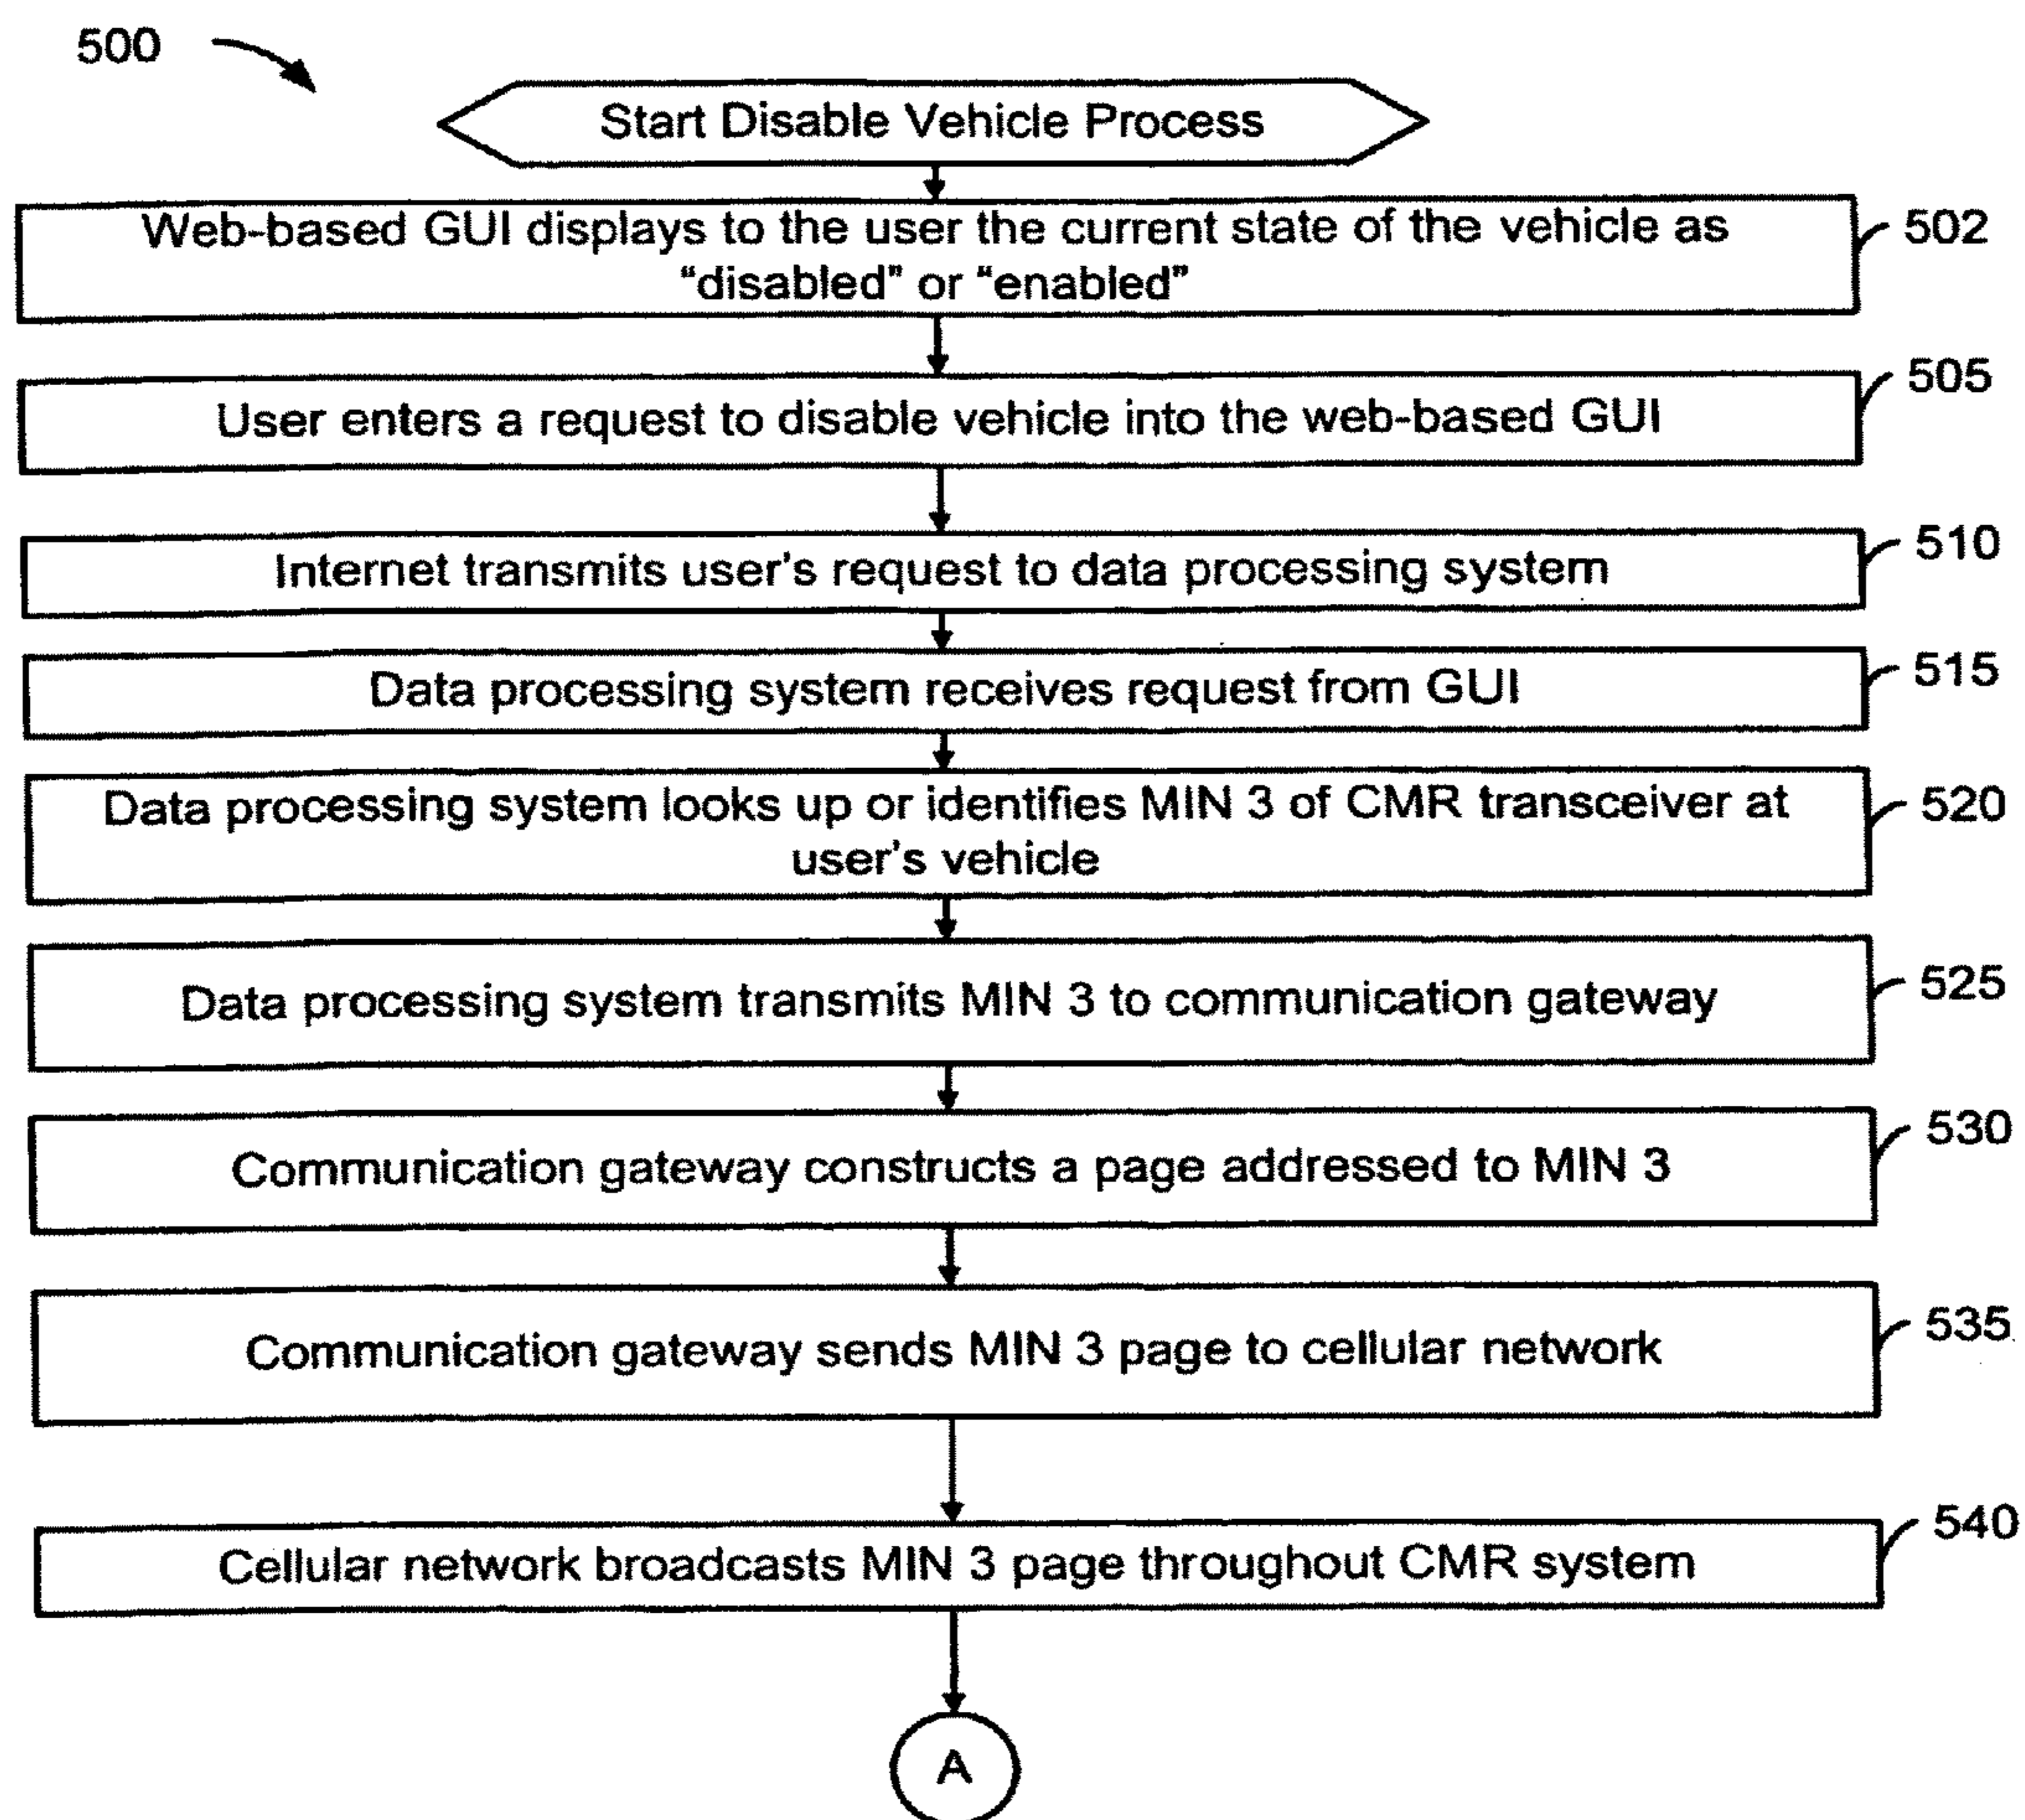 500
Start Disable Vehicle Process
Web-based GUI displays to the user the current state of the vehicle as
“disabled” or “enabled”
502
User enters a request to disable vehicle into the web-based GUI
505
Internet transmits user's request to data processing system
510
Data processing system receives request from GUI
515
Data processing system looks up or identifies MIN 3 of CMR transceiver at
user's vehicle
520
Data processing system transmits MIN 3 to communication gateway
525
Communication gateway constructs a page addressed to MIN 3
530
Communication gateway sends MIN 3 page to cellular network
535
Cellular network broadcasts MIN 3 page throughout CMR system
540
A